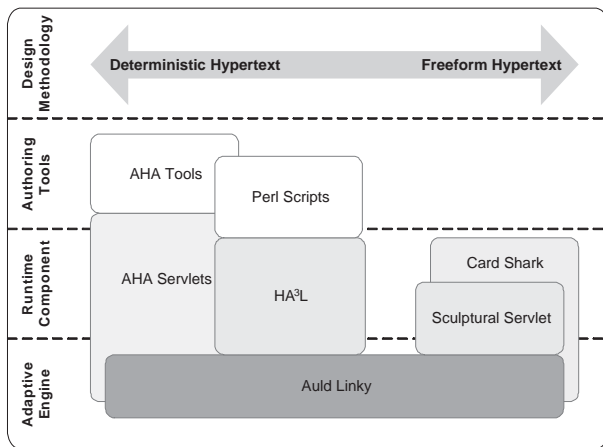 Design
Methodology
Deterministic Hypertext
Freeform Hypertext
Authoring
Tools
AHA Tools
Perl Scripts
Runtime
Component
AHA Servlets
HA³L
Card Shark
Sculptural Servlet
Adaptive
Engine
Auld Linky